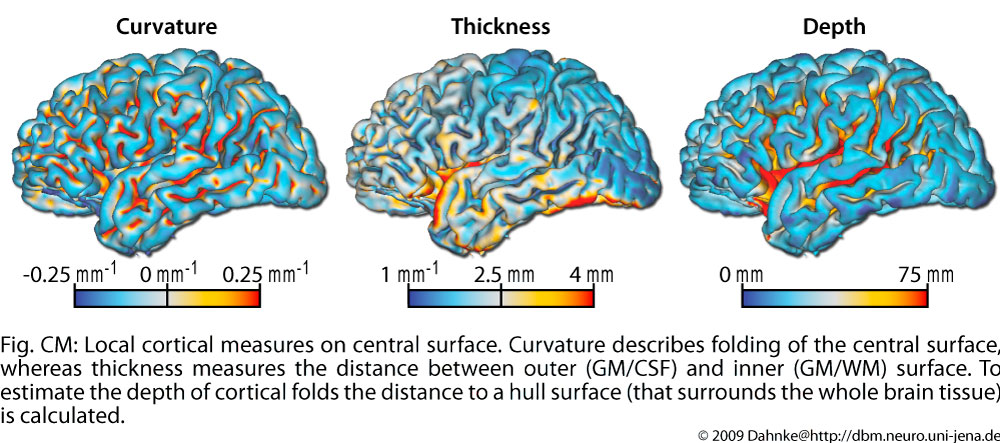 Curvature Thickness Depth
-0.25 mm-1 0 mm-1 0.25 mm-1 1 mm-1 2.5 mm 4 mm 0 mm 75 mm
Fig. CM: Local cortical measures on central surface. Curvature describes folding of the central surface,
whereas thickness measures the distance between outer (GM/CSF) and inner (GM/WM) surface. To
estimate the depth of cortical folds the distance to a hull surface (that surrounds the whole brain tissue)
is calculated.
© 2009 Dahnke@http://dbm.neuro.uni-jena.de